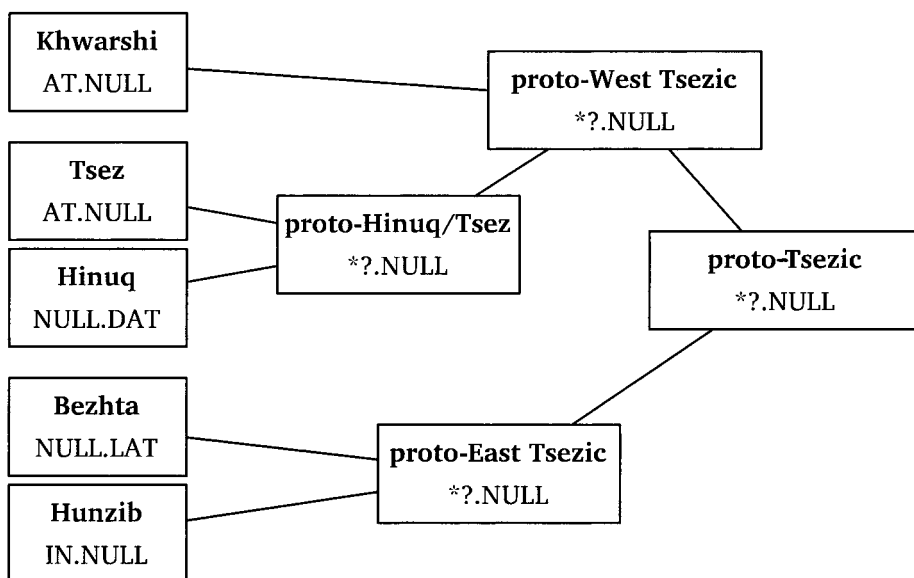 Khwarshi
AT.NULL
proto-West Tsezic
*?.NULL
Tsez
AT.NULL
proto-Hinuq/Tsez
*?.NULL
Hinuq
NULL.DAT
proto-Tsezic
*?.NULL
Bezhta
NULL.LAT
proto-East Tsezic
*?.NULL
Hunzib
IN.NULL